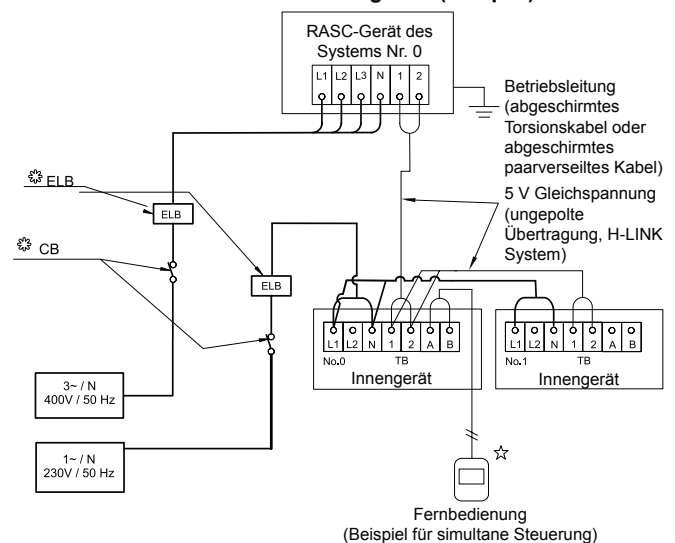 RASC-Gerät des
Systems Nr. 0
L1 L2 L3 N 1 2
Betriebsleitung
(abgeschirmtes
Torsionskabel oder
abgeschirmtes
paarverseiltes Kabel)
ELB
ELB
5 V Gleichspannung
(ungepolte
Übertragung, H-LINK
System)
CB
ELB
L1 L2 N 1 2 A B
No.0 TB
Innengerät
L1 L2 N 1 2 A B
No.1 TB
Innengerät
3~ / N
400V / 50 Hz
1~ / N
230V / 50 Hz
Fernbedienung
(Beispiel für simultane Steuerung)